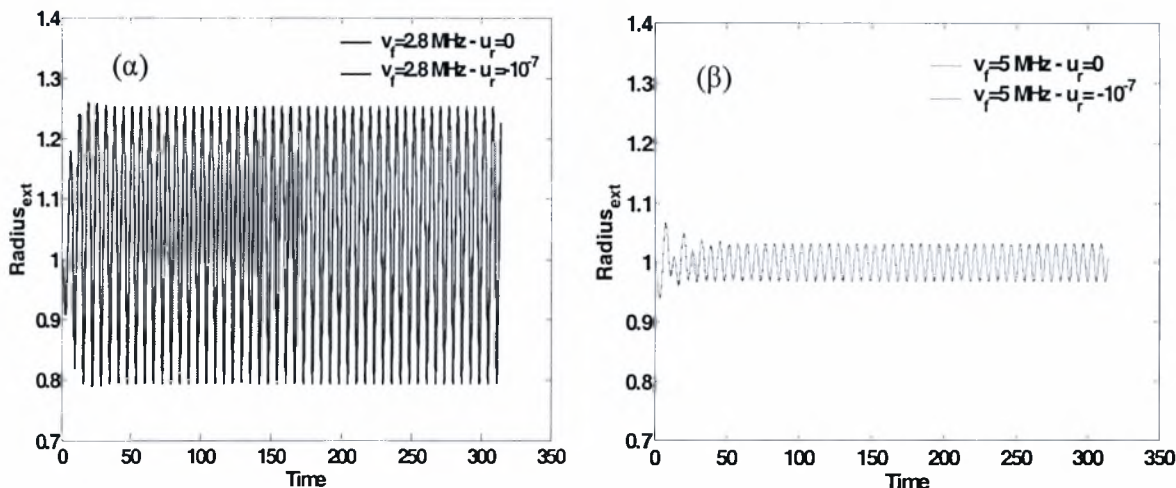 1.4
1.3
1.2
1.1
1
0.9
0.8
0.7
Radius_ext
(α)
v_f=2.8 MHz - u_r=0
v_f=2.8 MHz - u_r=-10^-7
0 50 100 150 200 250 300 350
Time
1.4
1.3
1.2
1.1
1
0.9
0.8
0.7
Radius_ext
(β)
v_f=5 MHz - u_r=0
v_f=5 MHz - u_r= -10^-7
0 50 100 150 200 250 300 350
Time